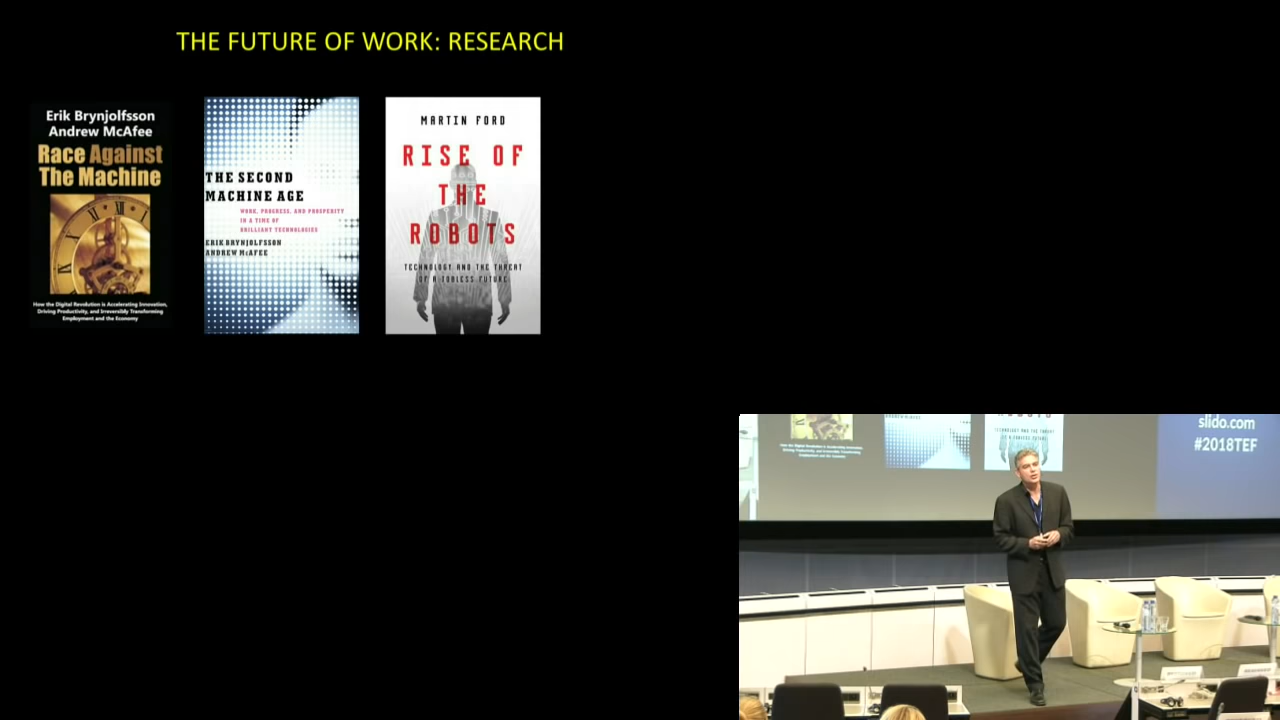 THE FUTURE OF WORK: RESEARCH
Erik Brynjolfsson
Andrew McAfee
Race Against
The Machine
How the Digital Revolution is Accelerating Innovation,
Driving Productivity, and Irreversibly Transforming
Employment and the Economy
THE SECOND
MACHINE AGE
WORK, PROGRESS, AND PROSPERITY
IN A TIME OF
BRILLIANT TECHNOLOGIES
ERIK BRYNJOLFSSON
ANDREW McAFEE
MARTIN FORD
RISE OF
THE
ROBOTS
TECHNOLOGY AND THE THREAT
OF A JOBLESS FUTURE
slido.com
#2018TEF